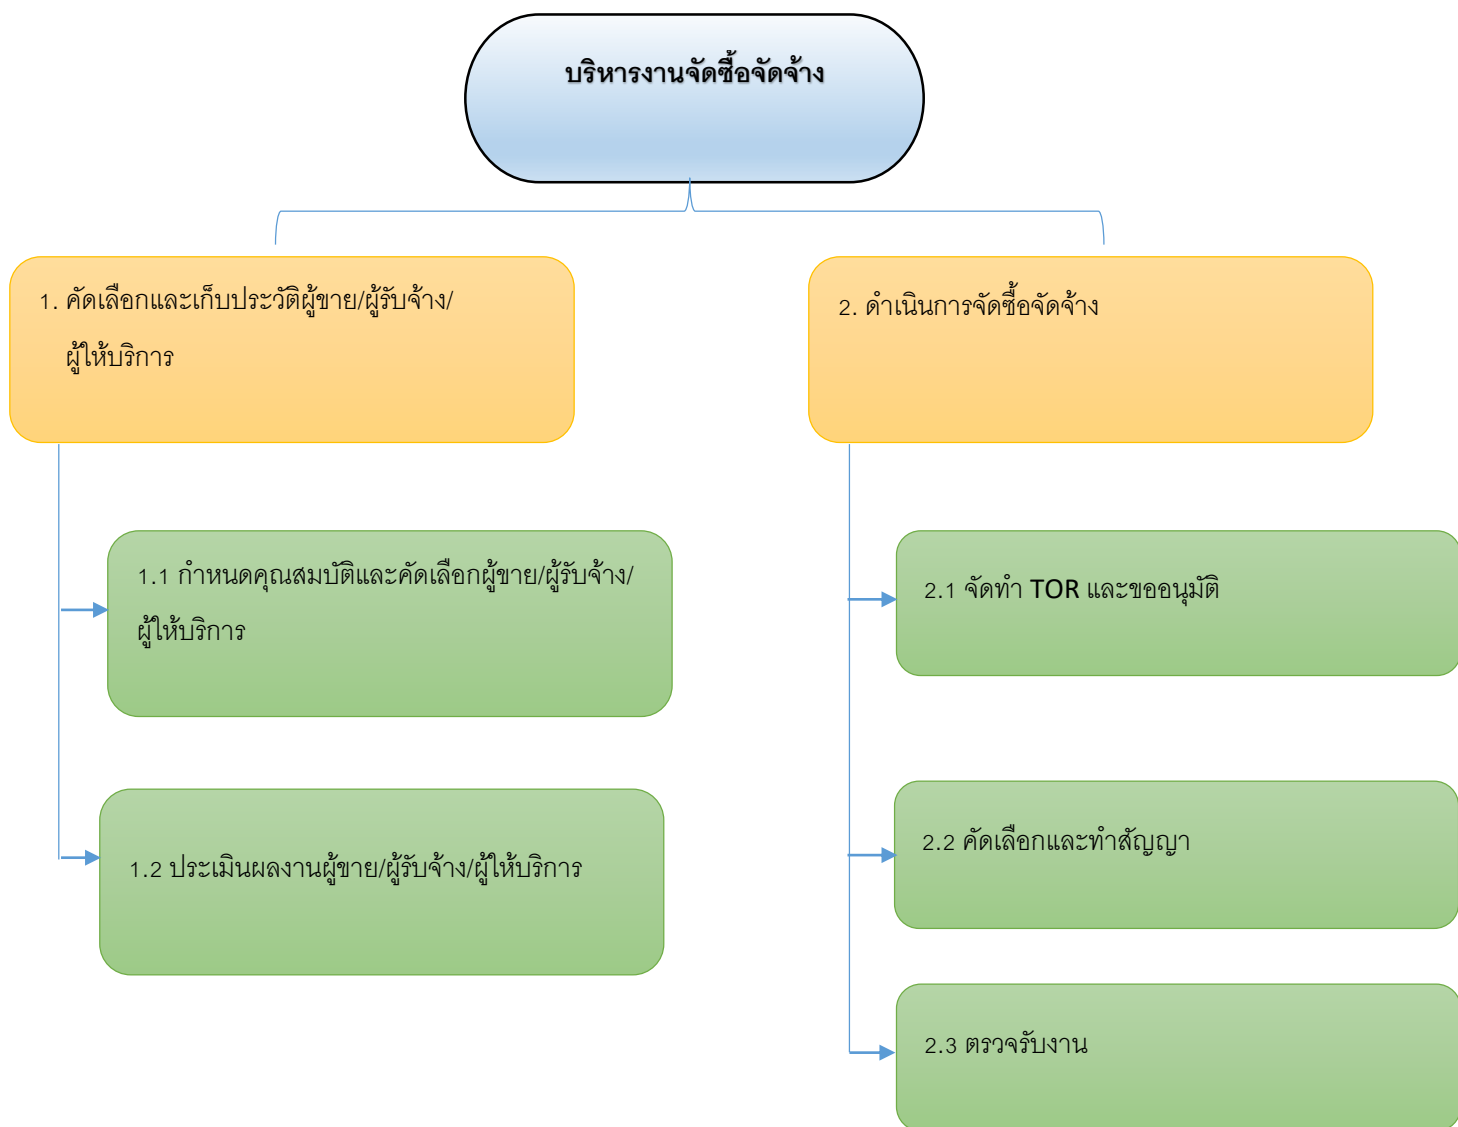 บริหารงานจัดซื้อจัดจ้าง
1. คัดเลือกและเก็บประวัติผู้ขาย/ผู้รับจ้าง/
ผู้ให้บริการ
2. ดำเนินการจัดซื้อจัดจ้าง
1.1 กำหนดคุณสมบัติและคัดเลือกผู้ขาย/ผู้รับจ้าง/
ผู้ให้บริการ
1.2 ประเมินผลงานผู้ขาย/ผู้รับจ้าง/ผู้ให้บริการ
2.1 จัดทำ TOR และขออนุมัติ
2.2 คัดเลือกและทำสัญญา
2.3 ตรวจรับงาน